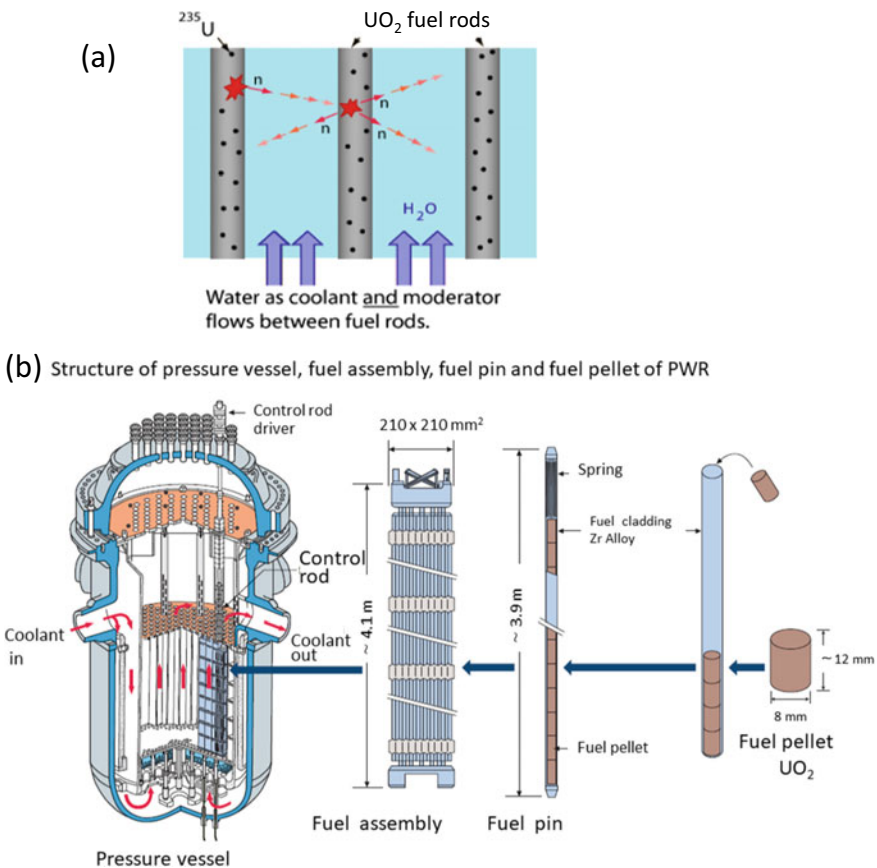 (a)
235U
UO2 fuel rods
n
n
n
n
H2O
Water as coolant and moderator
flows between fuel rods.
(b) Structure of pressure vessel, fuel assembly, fuel pin and fuel pellet of PWR
Control rod
driver
210 x 210 mm2
Spring
Fuel cladding
Zr Alloy
Control
rod
Coolant
in
Coolant
out
~ 4.1 m
~ 3.9 m
~ 12 mm
8 mm
Fuel pellet
Fuel pellet
UO2
Fuel assembly
Fuel pin
Pressure vessel